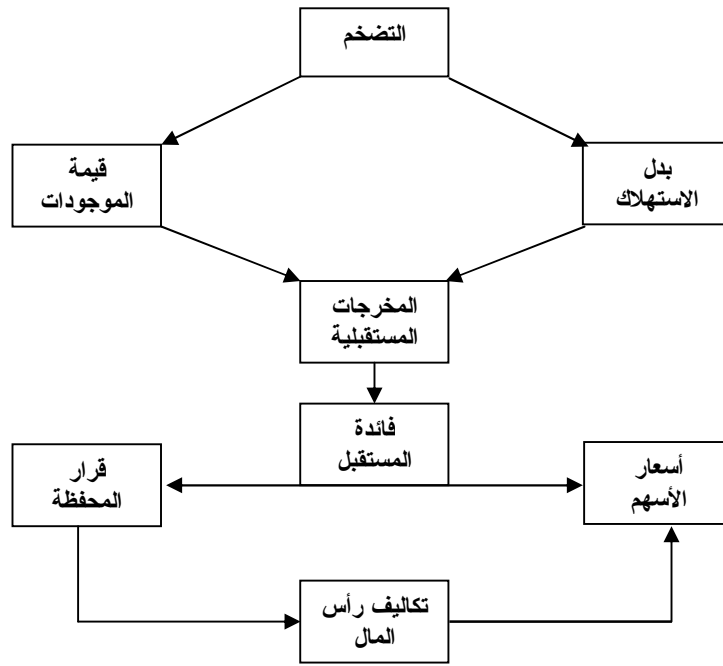 التضخم
قيمة
الموجودات
بدل
الاستهلاك
المخرجات
المستقبلية
فائدة
المستقبل
قرار
المحفظة
أسعار
الأسهم
تكاليف رأس
المال